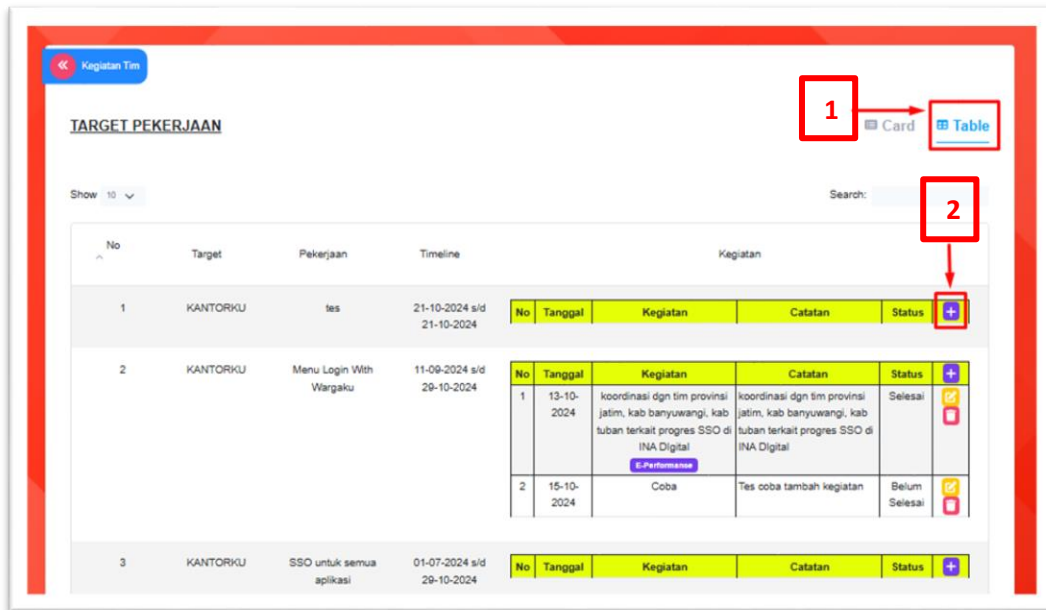 Kegiatan Tim
1
TARGET PEKERJAAN
Card
Table
Show 10
Search:
2
No
Target
Pekerjaan
Timeline
Kegiatan
1
KANTORKU
tes
21-10-2024 s/d
21-10-2024
No Tanggal Kegiatan Catatan Status
2
KANTORKU
Menu Login With
Wargaku
11-09-2024 s/d
29-10-2024
No Tanggal Kegiatan Catatan Status
1
13-10-
2024
koordinasi dgn tim provinsi
jatim, kab banyuwangi, kab
tuban terkait progres SSO di
INA DIgital
E-Performanse
koordinasi dgn tim provinsi
jatim, kab banyuwangi, kab
tuban terkait progres SSO di
INA DIgital
Selesai
2
15-10-
2024
Coba
Tes coba tambah kegiatan
Belum
Selesai
3
KANTORKU
SSO untuk semua
aplikasi
01-07-2024 s/d
29-10-2024
No Tanggal Kegiatan Catatan Status